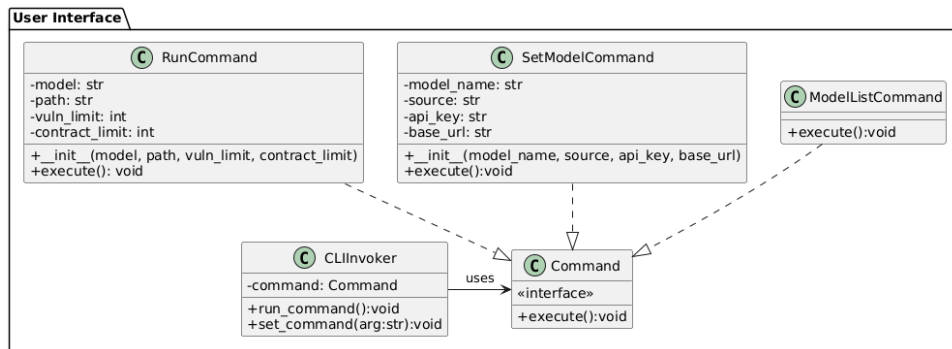 User Interface
C RunCommand
-model: str
-path: str
-vuln_limit: int
-contract_limit: int
+__init__(model, path, vuln_limit, contract_limit)
+execute(): void
C SetModelCommand
-model_name: str
-source: str
-api_key: str
-base_url: str
+__init__(model_name, source, api_key, base_url)
+execute():void
C ModelListCommand
+execute():void
C CLIInvoker
-command: Command
+run_command():void
+set_command(arg:str):void
uses
C Command
«interface»
+execute():void